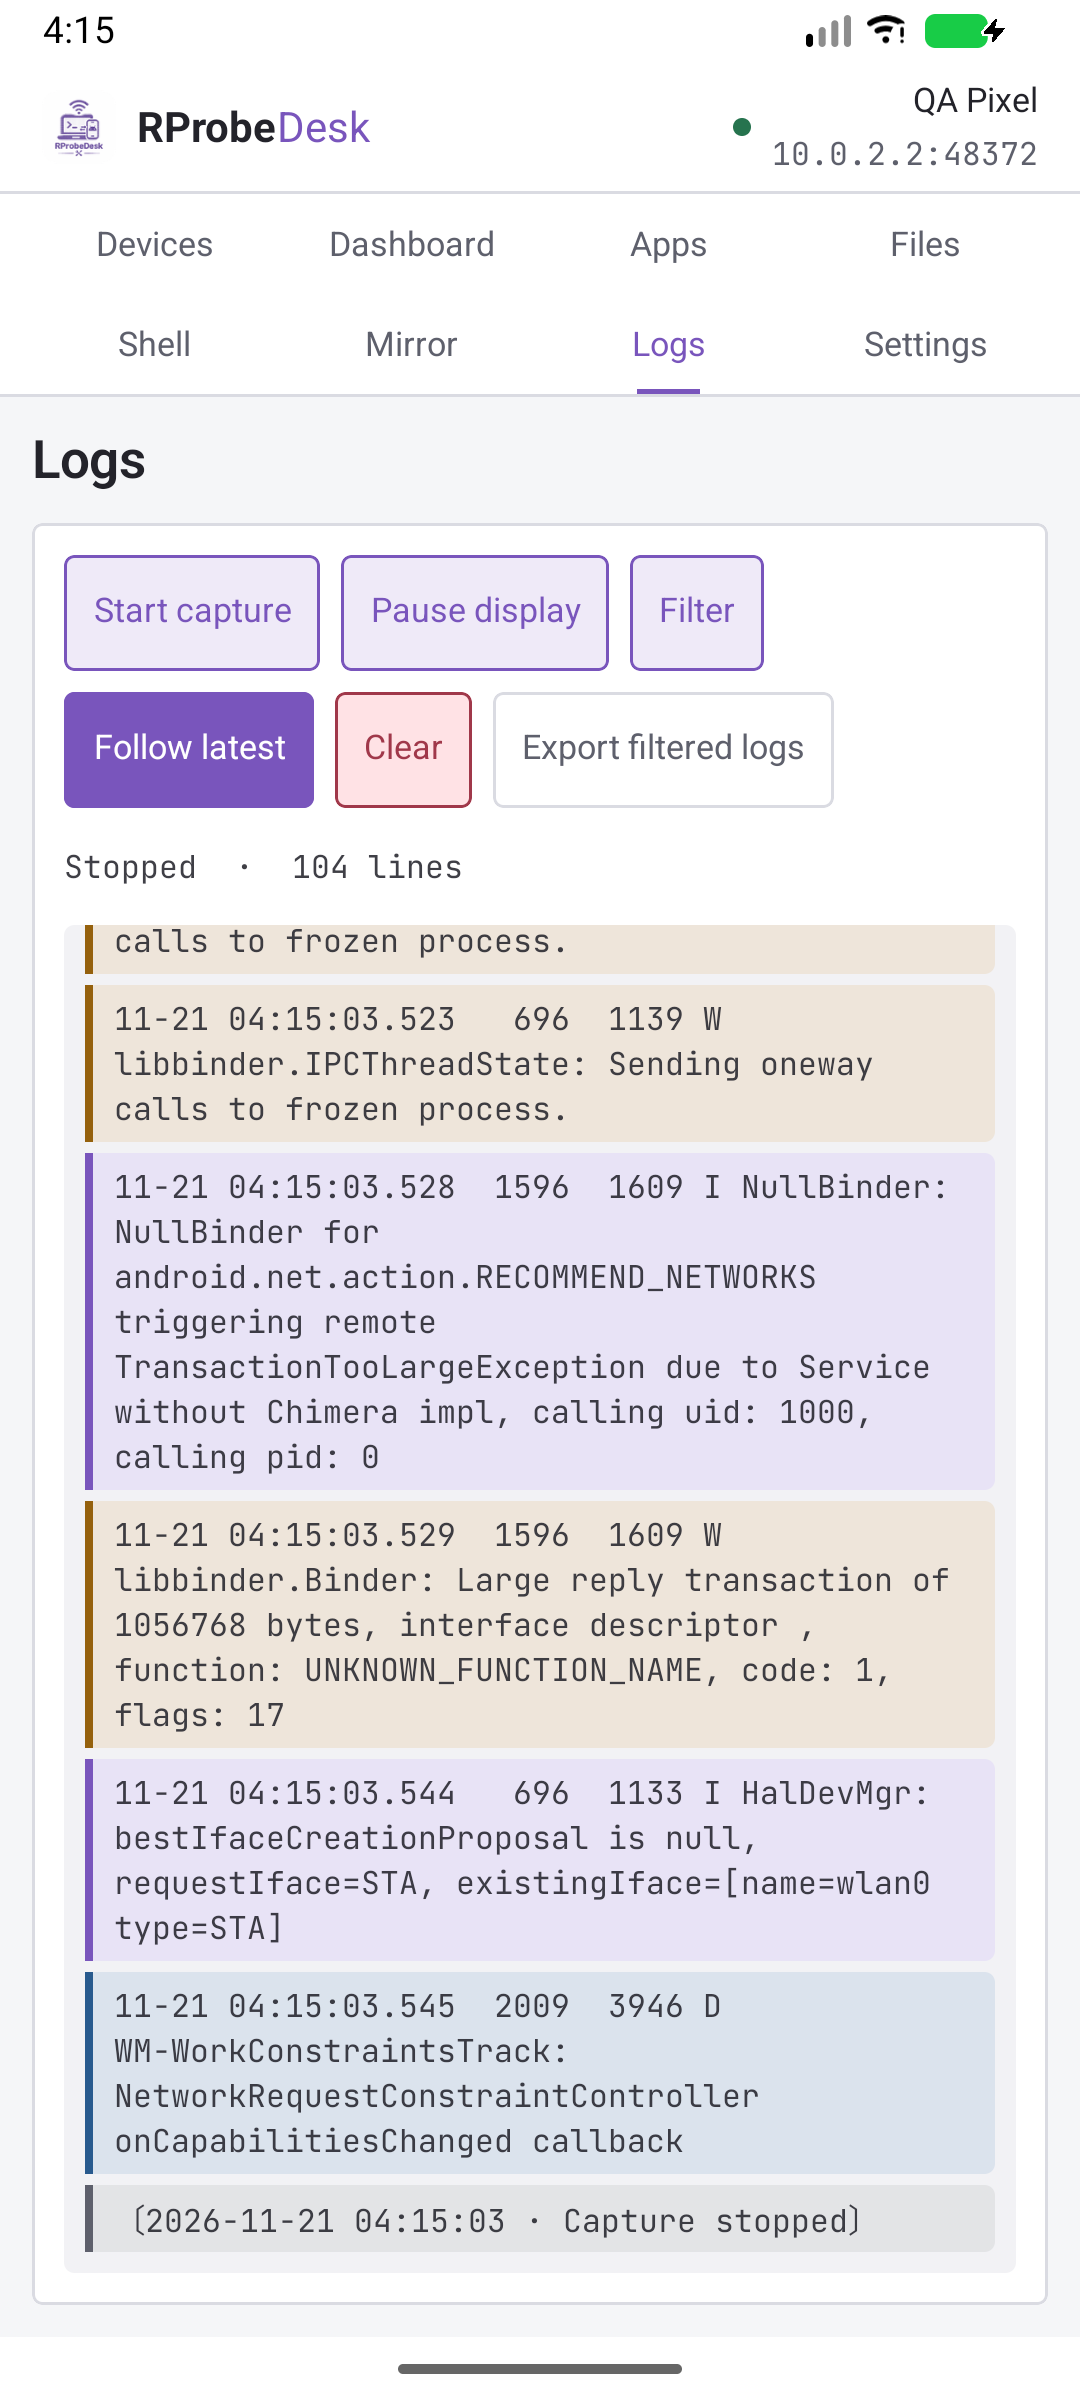 4:15
RProbeDesk
RProbeDesk
QA Pixel
10.0.2.2:48372
Devices
Dashboard
Apps
Files
Shell
Mirror
Logs
Settings
Logs
Start capture
Pause display
Filter
Follow latest
Clear
Export filtered logs
Stopped · 104 lines
calls to frozen process.
11-21 04:15:03.523   696  1139 W
libbinder.IPCThreadState: Sending oneway
calls to frozen process.
11-21 04:15:03.528  1596  1609 I NullBinder:
NullBinder for
android.net.action.RECOMMEND_NETWORKS
triggering remote
TransactionTooLargeException due to Service
without Chimera impl, calling uid: 1000,
calling pid: 0
11-21 04:15:03.529  1596  1609 W
libbinder.Binder: Large reply transaction of
1056768 bytes, interface descriptor ,
function: UNKNOWN_FUNCTION_NAME, code: 1,
flags: 17
11-21 04:15:03.544   696  1133 I HalDevMgr:
bestIfaceCreationProposal is null,
requestIface=STA, existingIface=[name=wlan0
type=STA]
11-21 04:15:03.545  2009  3946 D
WM-WorkConstraintsTrack:
NetworkRequestConstraintController
onCapabilitiesChanged callback
〔2026-11-21 04:15:03 · Capture stopped〕